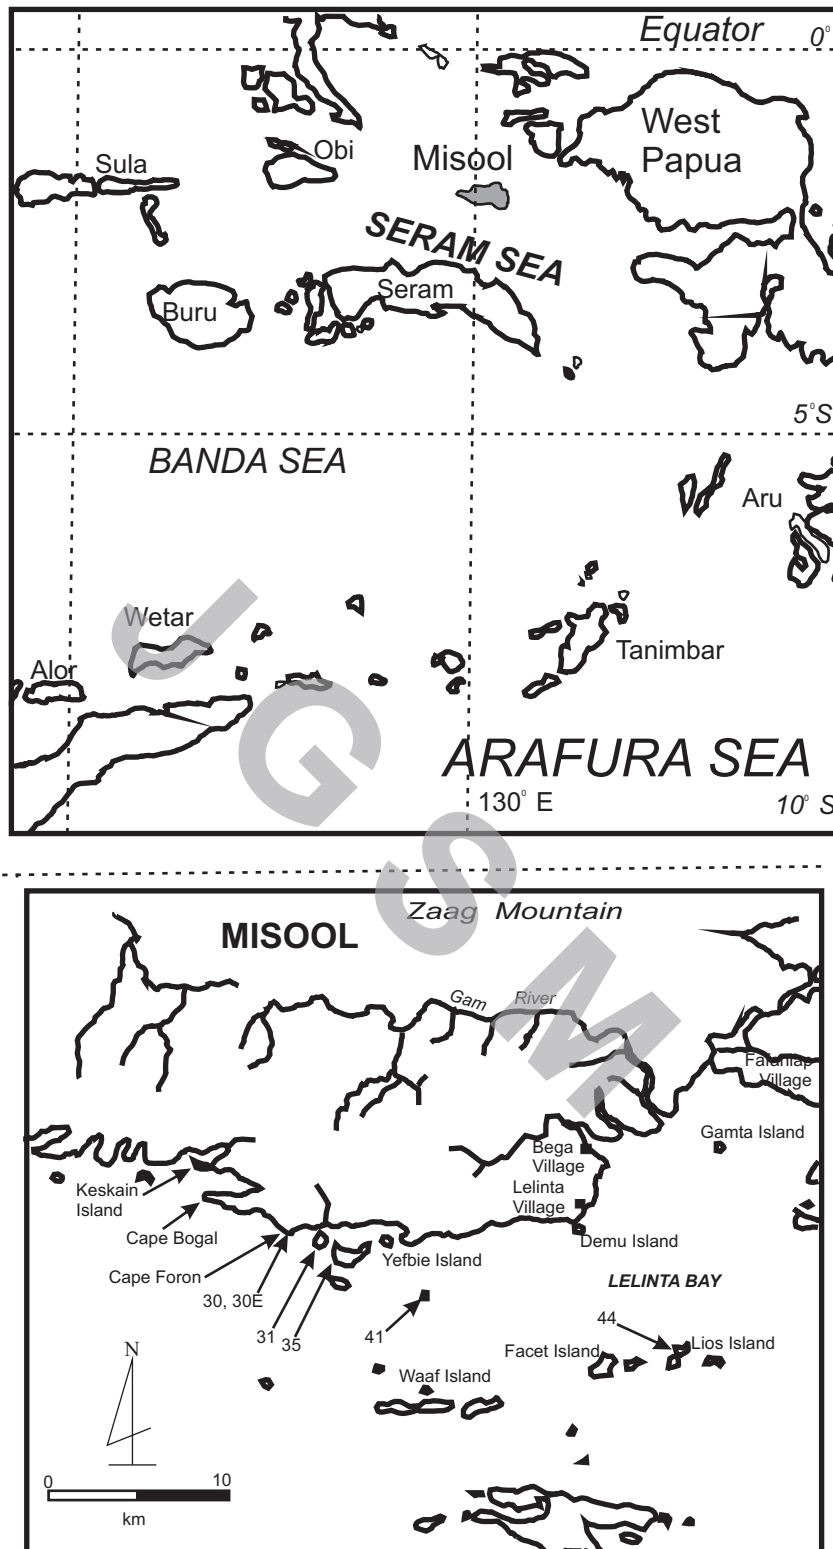 Equator 0°
West
Papua
Obi
Misool
Sula
SERAM SEA
Seram
Buru
5°S
BANDA SEA
Aru
Wetar
Tanimbar
Alor
ARAFURA SEA
130° E
10° S
JGSM
Zaag Mountain
MISOOL
Gam River
Village
Gamta Island
Bega
Village
Keskain
Island
Lelinta
Village
Cape Bogal
Demu Island
Yefbie Island
Cape Foron
LELINTA BAY
30, 30E
31
35
41
44
Facet Island
Lios Island
Waaf Island
N
0 10
km